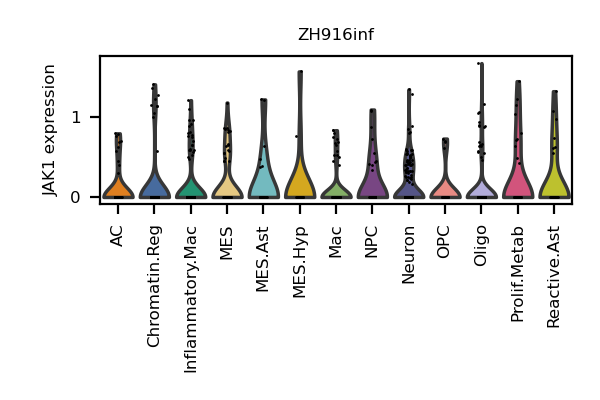 ZH916inf
JAK1 expression
1
0
AC
Chromatin.Reg
Inflammatory.Mac
MES
MES.Ast
MES.Hyp
Mac
NPC
Neuron
OPC
Oligo
Prolif.Metab
Reactive.Ast